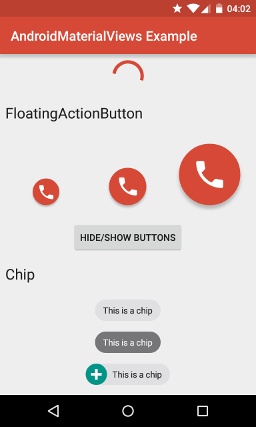 04:02
AndroidMaterialViews Example
FloatingActionButton
HIDE/SHOW BUTTONS
Chip
This is a chip
This is a chip
This is a chip